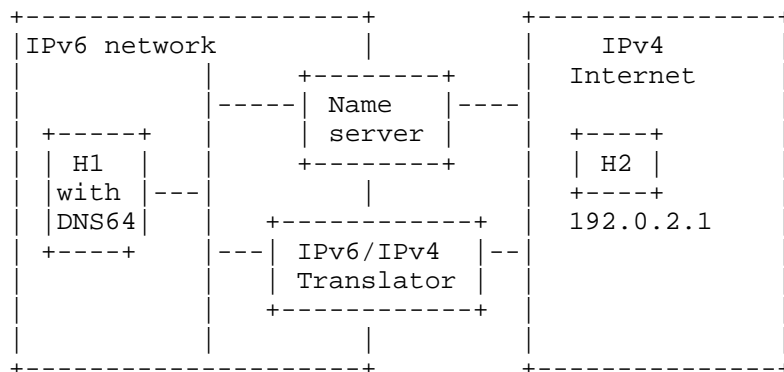 IPv6 network
IPv4
Internet
Name
server
H1
with
DNS64
H2
192.0.2.1
IPv6/IPv4
Translator